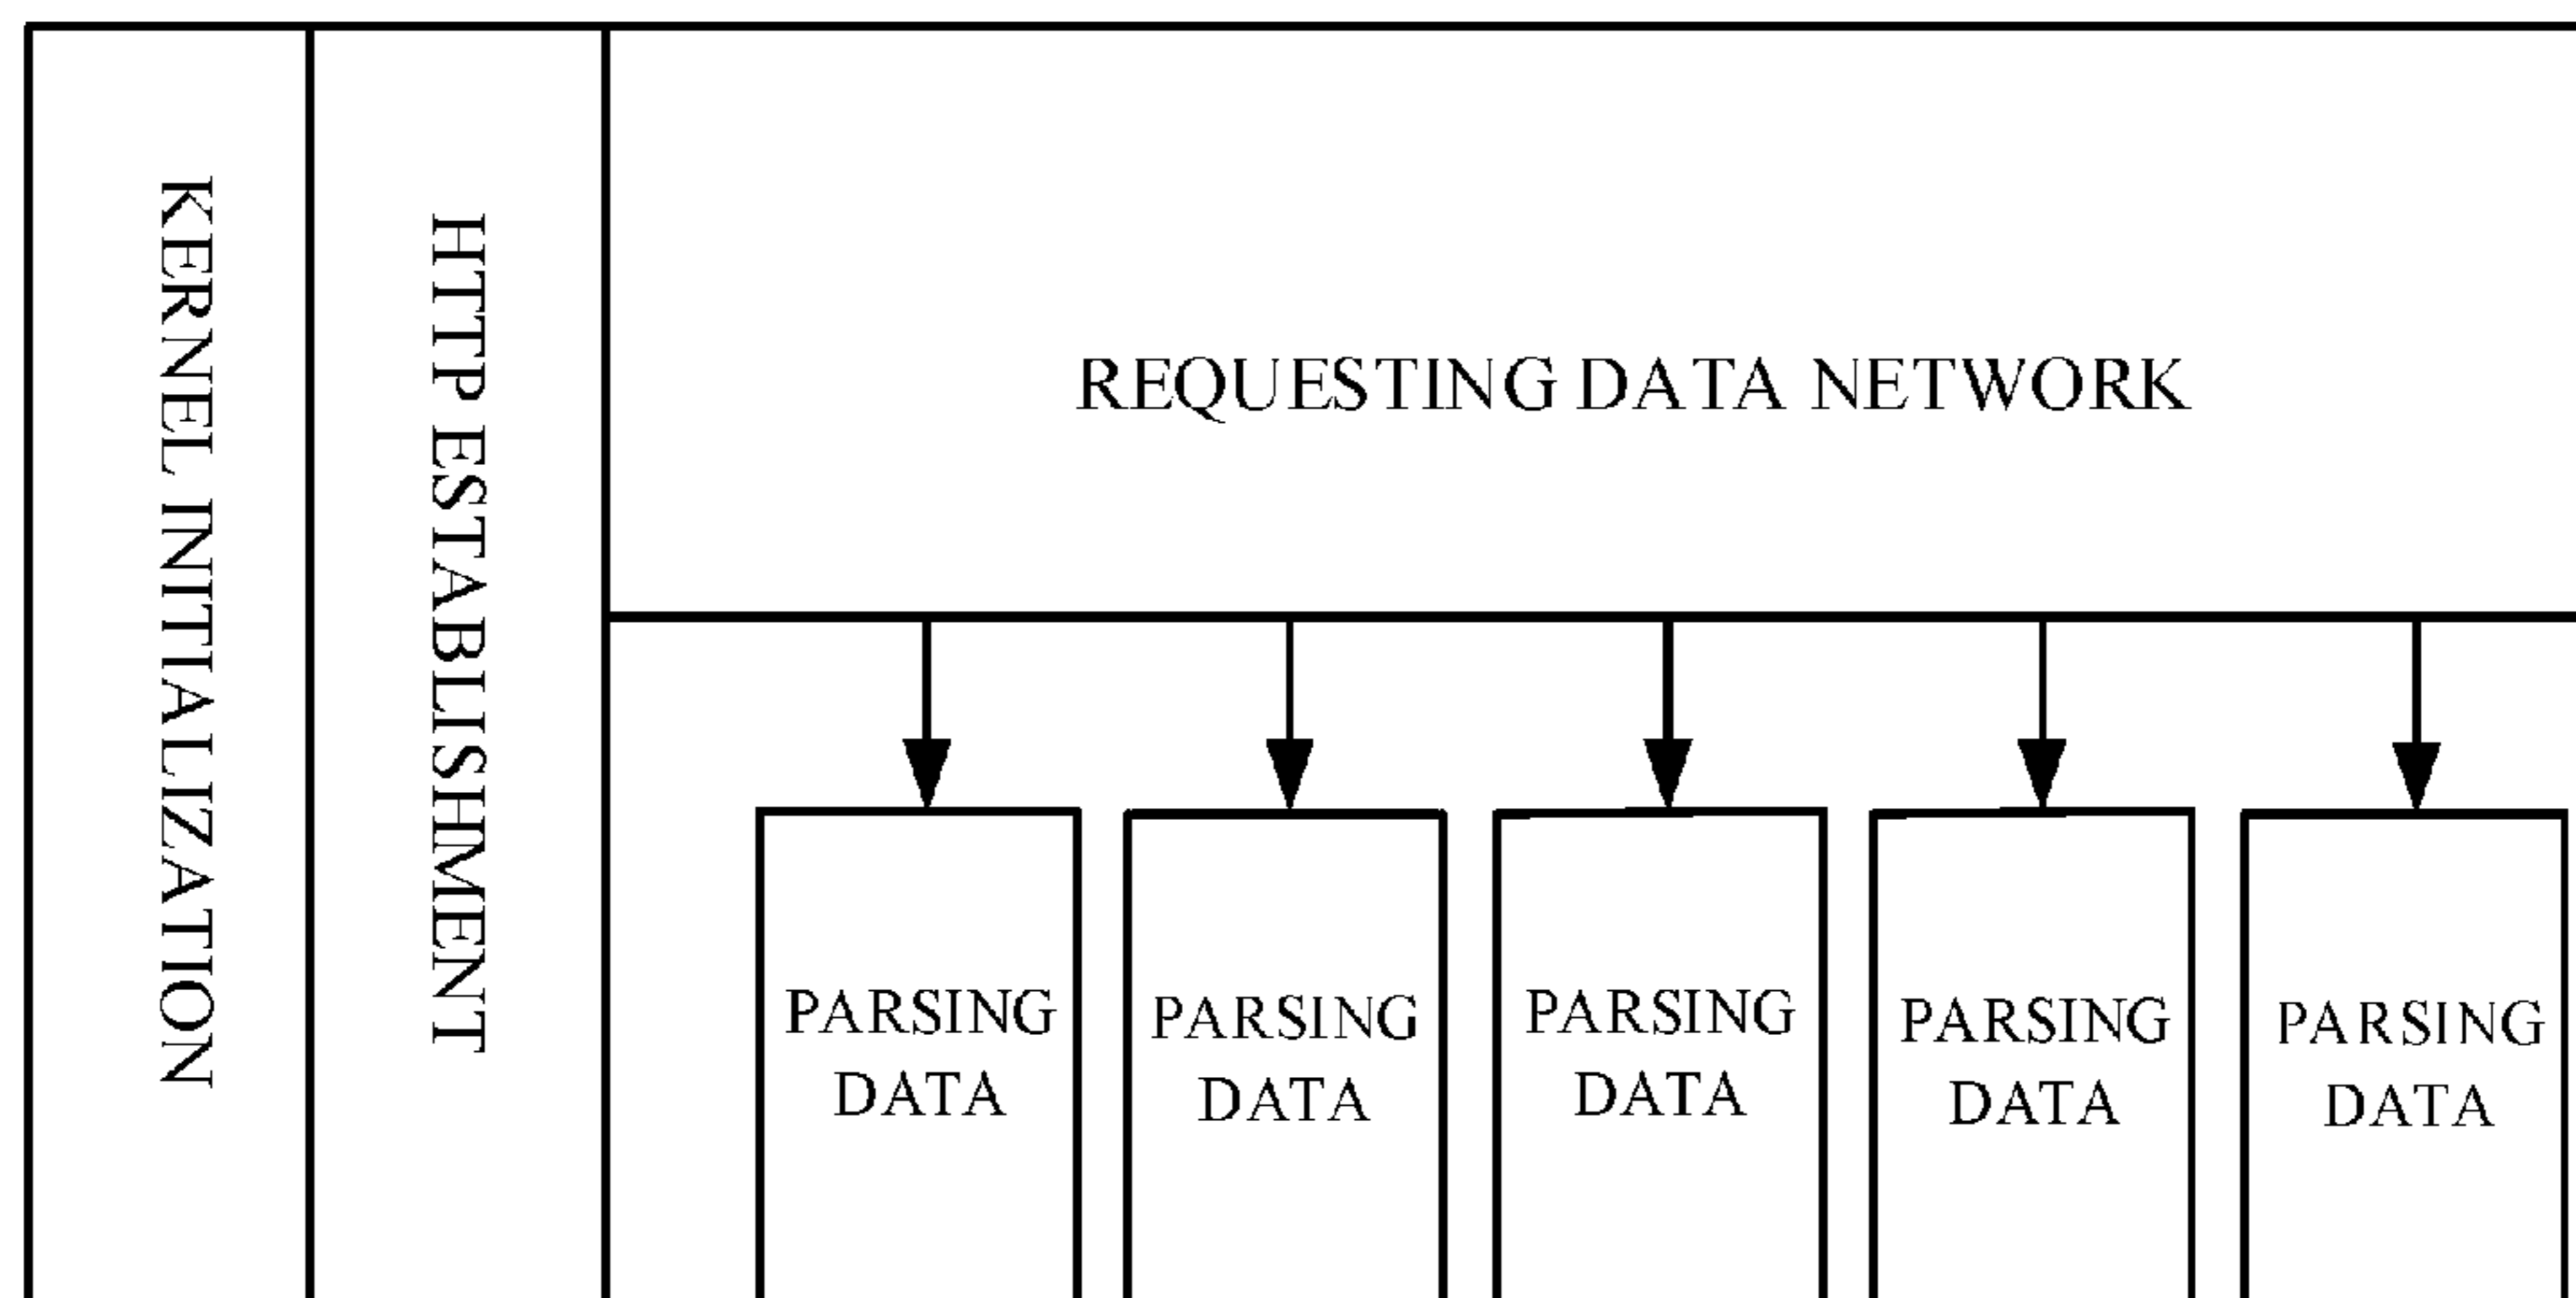 KERNEL INITIALIZATION
HTTP ESTABLISHMENT
REQUESTING DATA NETWORK
PARSING
DATA
PARSING
DATA
PARSING
DATA
PARSING
DATA
PARSING
DATA